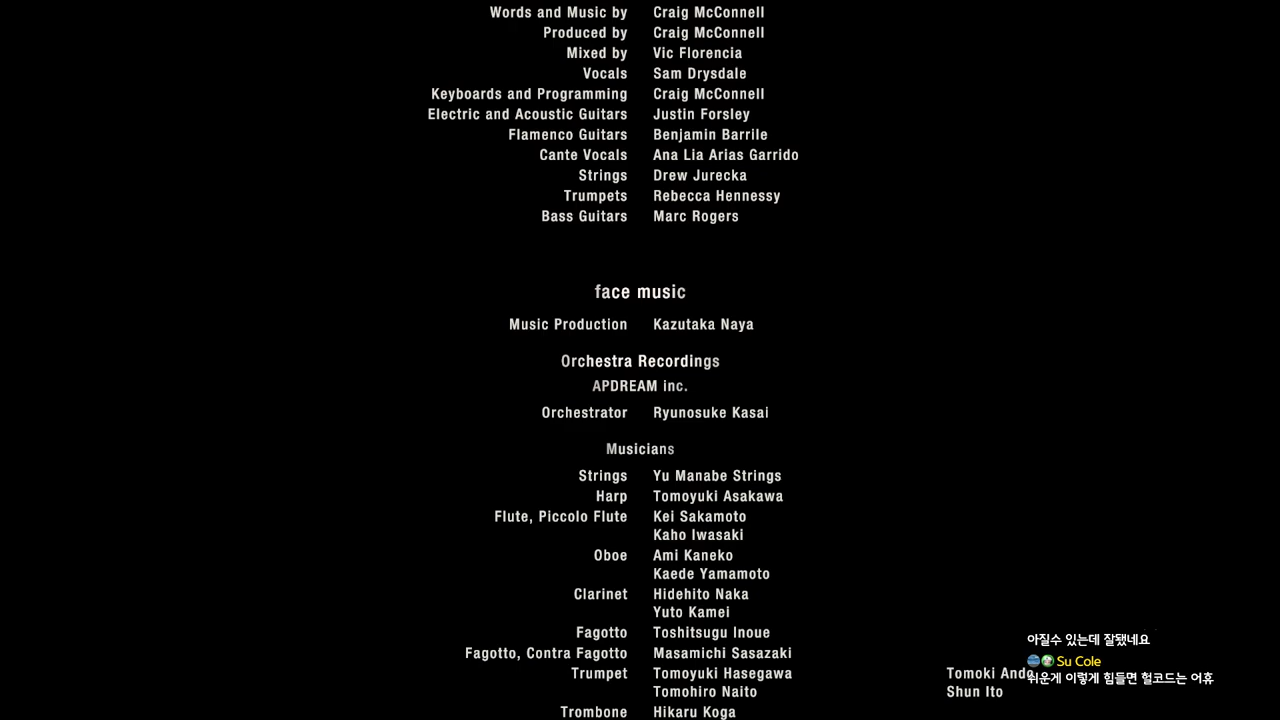 Words and Music by Craig McConnell
Produced by Craig McConnell
Mixed by Vic Florencia
Vocals Sam Drysdale
Keyboards and Programming Craig McConnell
Electric and Acoustic Guitars Justin Forsley
Flamenco Guitars Benjamin Barrile
Cante Vocals Ana Lia Arias Garrido
Strings Drew Jurecka
Trumpets Rebecca Hennessy
Bass Guitars Marc Rogers
face music
Music Production Kazutaka Naya
Orchestra Recordings
APDREAM inc.
Orchestrator Ryunosuke Kasai
Musicians
Strings Yu Manabe Strings
Harp Tomoyuki Asakawa
Flute, Piccolo Flute Kei Sakamoto
Kaho Iwasaki
Oboe Ami Kaneko
Kaede Yamamoto
Clarinet Hidehito Naka
Yuto Kamei
Fagotto Toshitsugu Inoue
Fagotto, Contra Fagotto Masamichi Sasazaki
Trumpet Tomoyuki Hasegawa Tomoki Ando
Tomohiro Naito Shun Ito
Trombone Hikaru Koga
아질수 있는데 잘됐네요
Su Cole
쉬운게 이렇게 힘들면 헐코드는 어휴